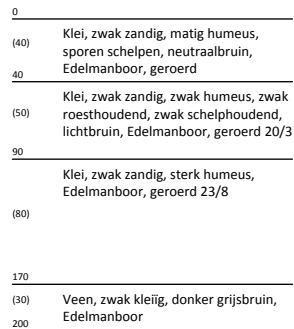 0
(40)
Klei, zwak zandig, matig humeus,
sporen schelpen, neutraalbruin,
Edelmanboor, geroerd
40
(50)
Klei, zwak zandig, zwak humeus, zwak
roesthoudend, zwak schelphoudend,
lichtbruin, Edelmanboor, geroerd 20/3
90
Klei, zwak zandig, sterk humeus,
Edelmanboor, geroerd 23/8
(80)
170
(30)
Veen, zwak kleiïg, donker grijsbruin,
Edelmanboor
200